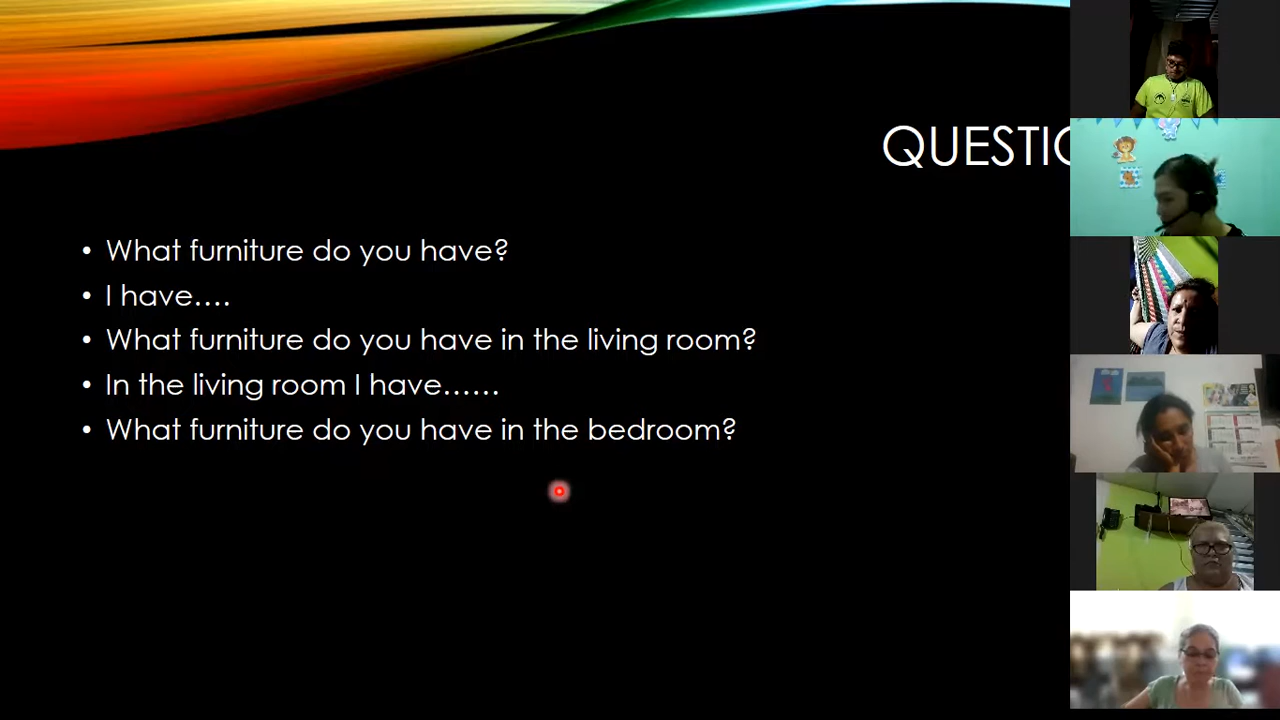 QUESTIO
• What furniture do you have?
• I have....
• What furniture do you have in the living room?
• In the living room I have......
• What furniture do you have in the bedroom?